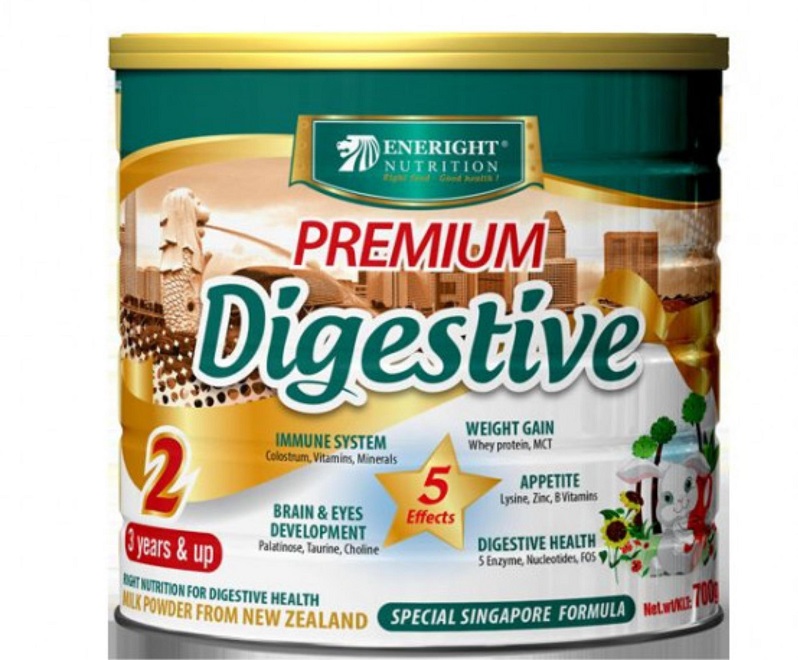 ENERIGHT®
NUTRITION
Right food - Good health !
PREMIUM
Digestive
2
3 years & up
IMMUNE SYSTEM
Colostrum, Vitamins, Minerals
BRAIN & EYES
DEVELOPMENT
Palatinose, Taurine, Choline
5
Effects
WEIGHT GAIN
Whey protein, MCT
APPETITE
Lysine, Zinc, B Vitamins
DIGESTIVE HEALTH
5 Enzyme, Nucleotides, FOS
RIGHT NUTRITION FOR DIGESTIVE HEALTH
MILK POWDER FROM NEW ZEALAND
SPECIAL SINGAPORE FORMULA
Net.wt/KLT: 700g